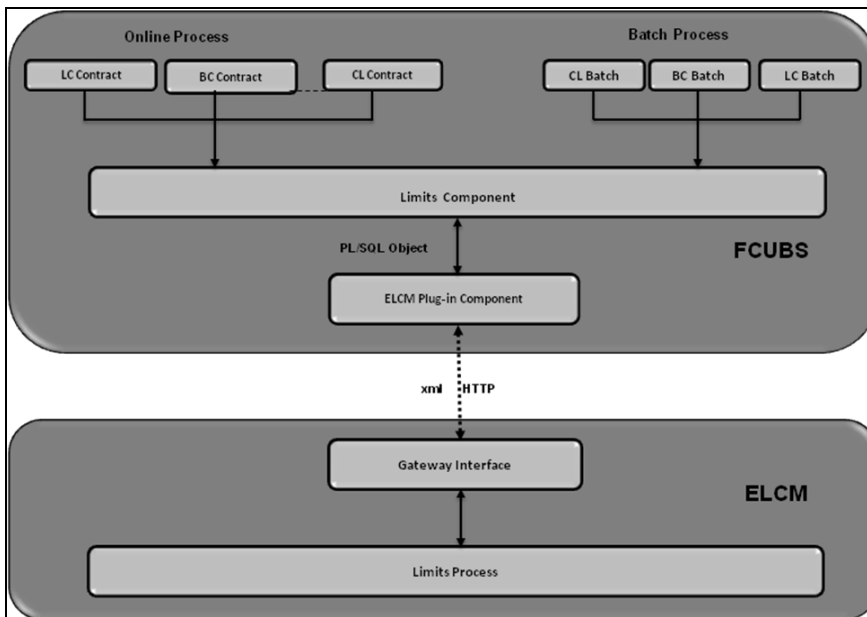 Online Process
Batch Process
LC Contract
BC Contract
CL Contract
CL Batch
BC Batch
LC Batch
Limits Component
PL/SQL Object
FCUBS
ELCM Plug-in Component
xml
HTTP
Gateway Interface
ELCM
Limits Process